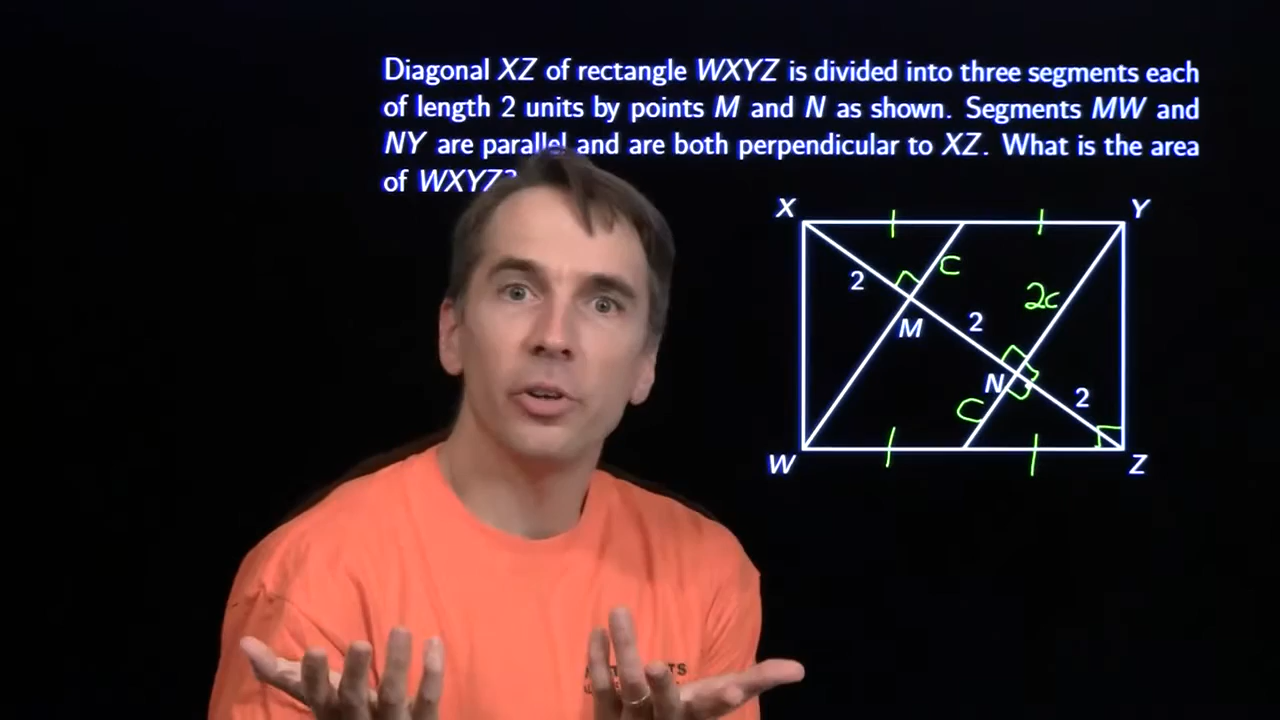 Diagonal XZ of rectangle WXYZ is divided into three segments each
of length 2 units by points M and N as shown. Segments MW and
NY are parallel and are both perpendicular to XZ. What is the area
of WXYZ?
X
Y
2
c
2c
M
2
N
2
c
W
Z